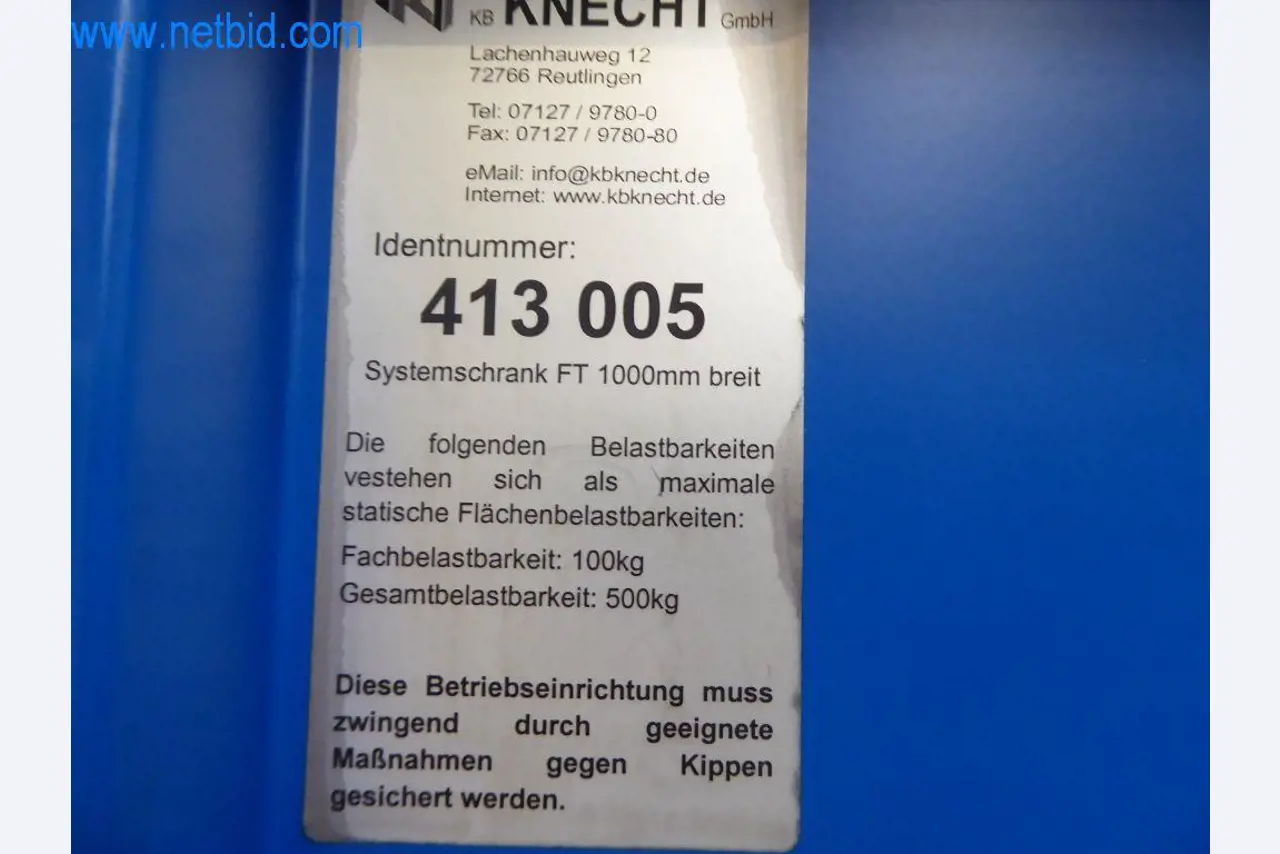 www.netbid.com
KB KNECHT GmbH
Lachenhauweg 12
72766 Reutlingen
Tel: 07127 / 9780-0
Fax: 07127 / 9780-80
eMail: info@kbknecht.de
Internet: www.kbknecht.de
Identnummer:
413 005
Systemschrank FT 1000mm breit
Die folgenden Belastbarkeiten
vestehen sich als maximale
statische Flächenbelastbarkeiten:
Fachbelastbarkeit: 100kg
Gesamtbelastbarkeit: 500kg
Diese Betriebseinrichtung muss
zwingend durch geeignete
Maßnahmen gegen Kippen
gesichert werden.